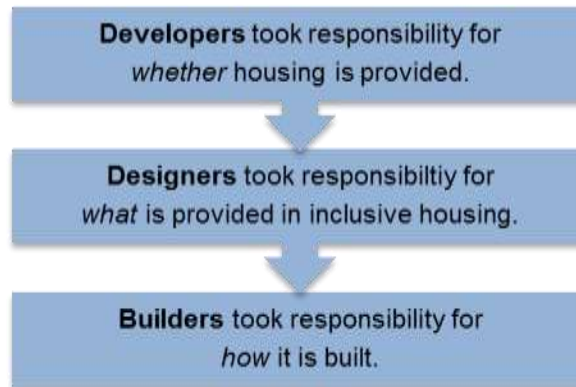 Developers took responsibility for
whether housing is provided.
Designers took responsibiltiy for
what is provided in inclusive housing.
Builders took responsibility for
how it is built.